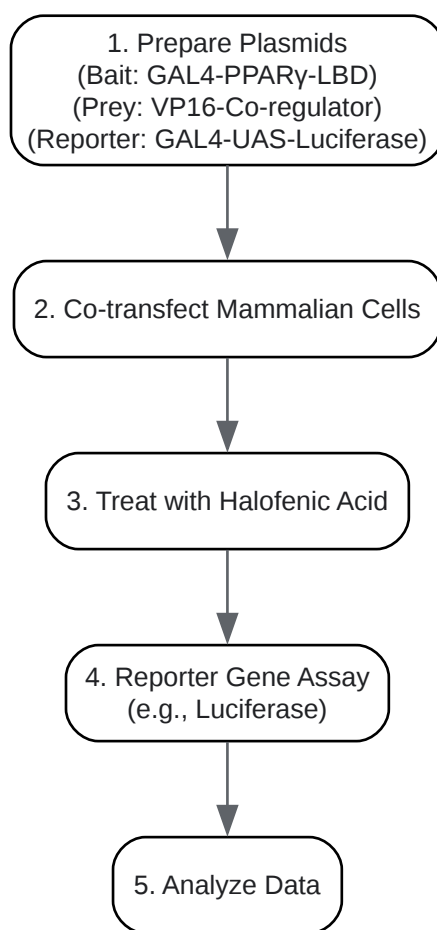 1. Prepare Plasmids
(Bait: GAL4-PPARγ-LBD)
(Prey: VP16-Co-regulator)
(Reporter: GAL4-UAS-Luciferase)
2. Co-transfect Mammalian Cells
3. Treat with Halofenic Acid
4. Reporter Gene Assay
(e.g., Luciferase)
5. Analyze Data